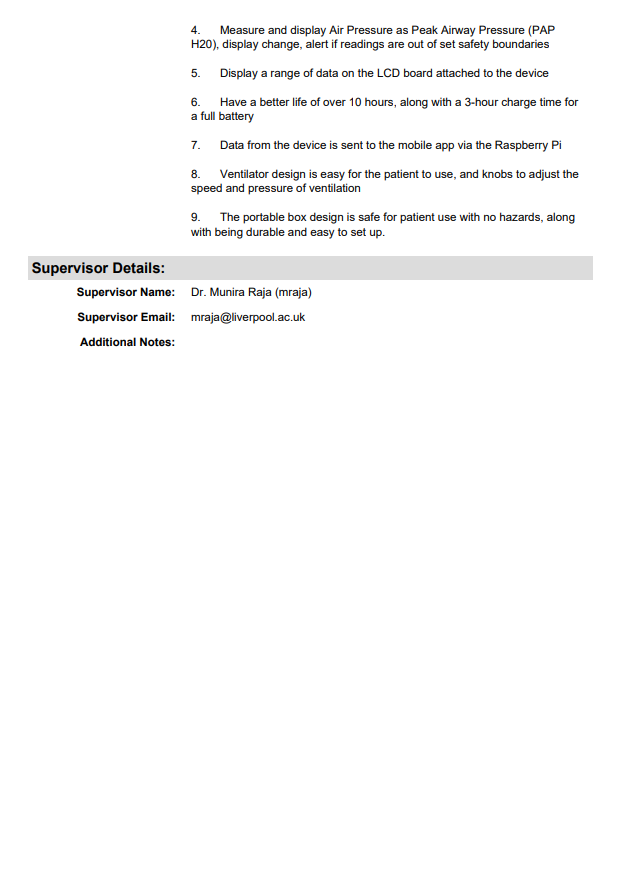 4. Measure and display Air Pressure as Peak Airway Pressure (PAP
H20), display change, alert if readings are out of set safety boundaries
5. Display a range of data on the LCD board attached to the device
6. Have a better life of over 10 hours, along with a 3-hour charge time for
a full battery
7. Data from the device is sent to the mobile app via the Raspberry Pi
8. Ventilator design is easy for the patient to use, and knobs to adjust the
speed and pressure of ventilation
9. The portable box design is safe for patient use with no hazards, along
with being durable and easy to set up.
Supervisor Details:
Supervisor Name: Dr. Munira Raja (mraja)
Supervisor Email: mraja@liverpool.ac.uk
Additional Notes: